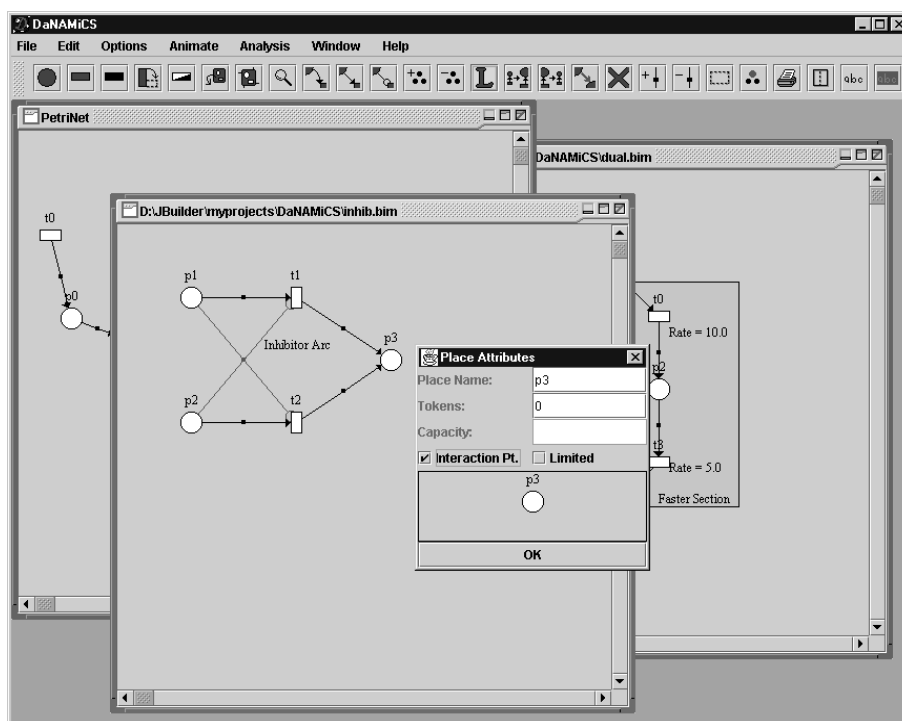 DaNAMiCS
File Edit Options Animate Analysis Window Help
abc
PetriNet
DaNAMiCS\dual.bim
D:\JBuilder\myprojects\DaNAMiCS\inhib.bim
t0
p0
p1
t1
Inhibitor Arc
p3
p2
t2
t0
Rate = 10.0
p2
t3
Rate = 5.0
Faster Section
Place Attributes
Place Name: p3
Tokens: 0
Capacity:
Interaction Pt. Limited
p3
OK